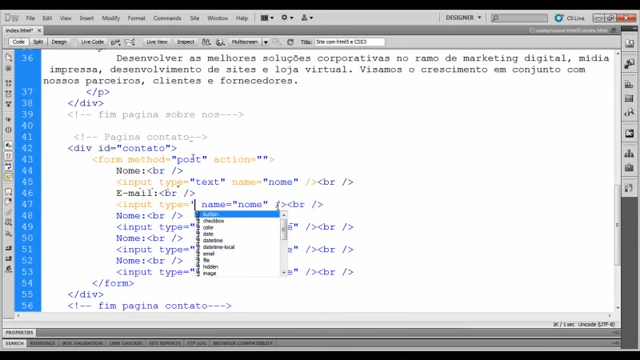 DW File Edit View Insert Modify Format Commands Site Window Help
DESIGNER
CS Live
index.html*
Code Split Design Live Code Live View Inspect Multiscreen Title: Site com html5 e CSS3
36 Desenvolver as melhores soluções corporativas no ramo de marketing digital, mídia
impressa, desenvolvimento de sites e loja virtual. Visamos o crescimento em conjunto com
nossos parceiros, clientes e fornecedores.
37 </p>
38 </div>
39 <!-- fim pagina sobre nos--->
40
41 <!-- Pagina contato-->
42 <div id="contato">
43 <form method="post" action="">
44 Nome:<br />
45 <input type="text" name="nome" /><br />
46 E-mail:<br />
47 <input type=" name="nome" /><br />
48 Nome:<br />
button
49 <input type=
checkbox
color
50 Nome:<br />
date
datetime
51 <input type=
datetime-local
email
52 Nome:<br />
file
hidden
53 <input type=
image
54 </form>
55 </div>
56 <!-- fim pagina contato--->
1K / 1 sec Unicode (UTF-8)
PROPERTIES
BROWSERLAB W3C VALIDATION LINK CHECKER SITE REPORTS FTP LOG BROWSER COMPATIBILITY